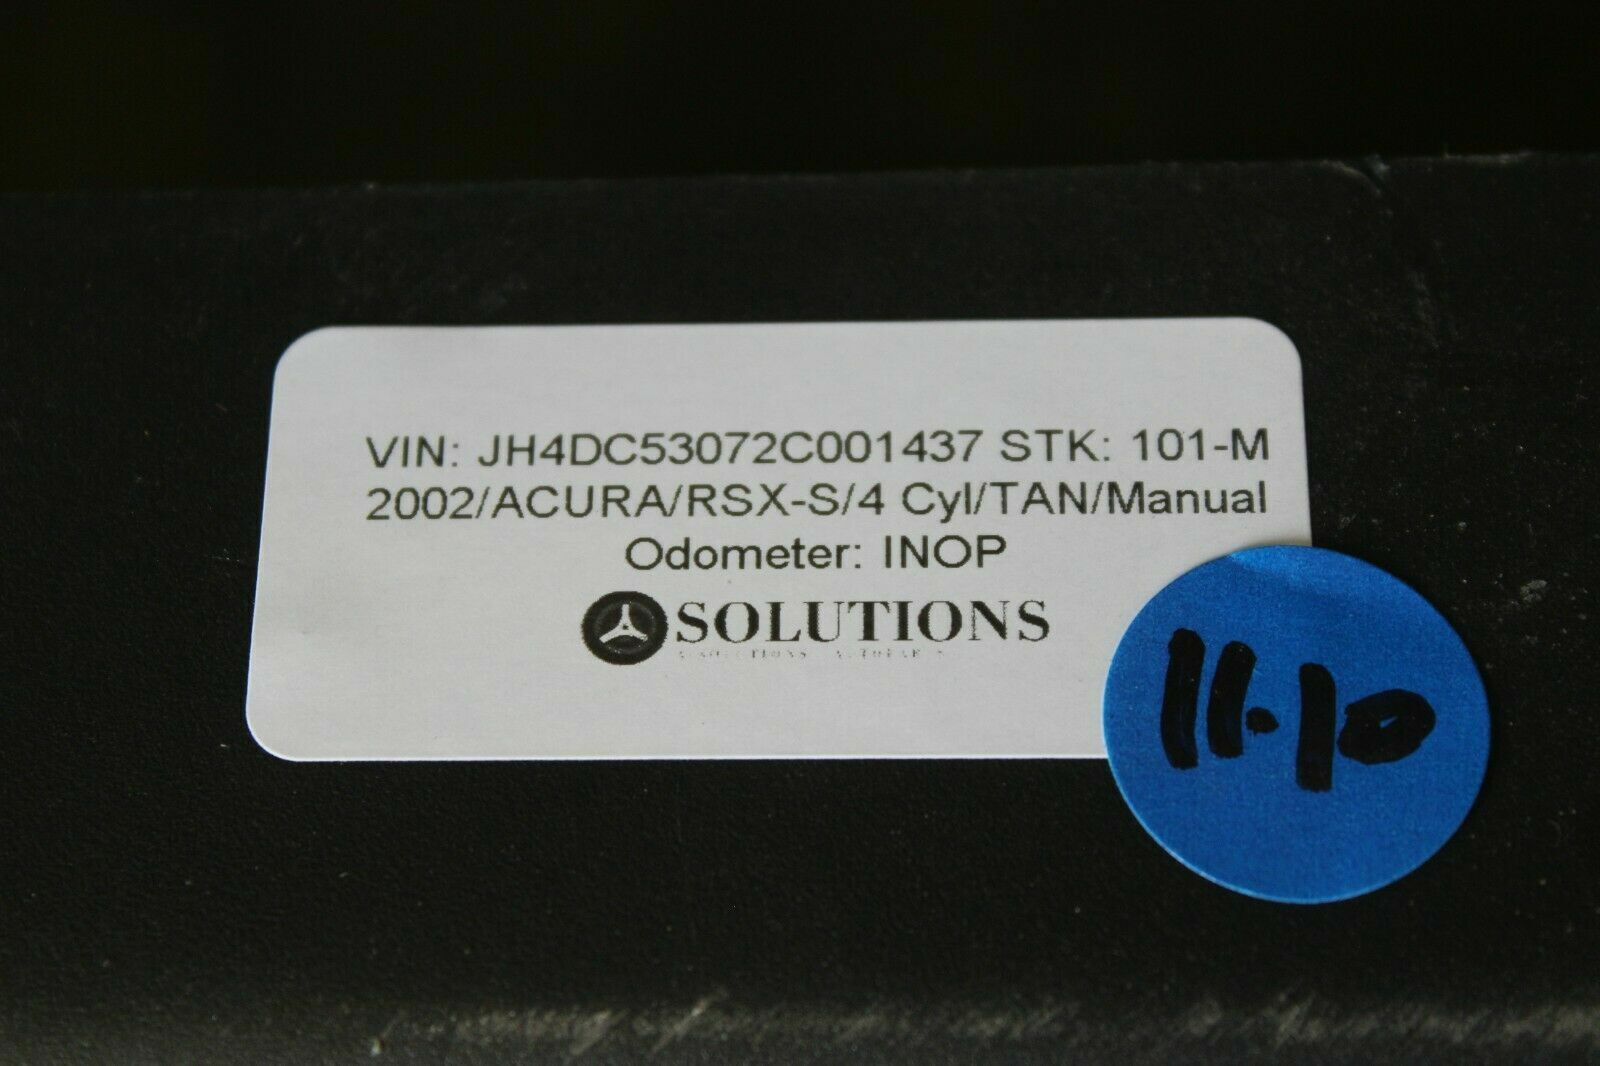 VIN: JH4DC53072C001437 STK: 101-M
2002/ACURA/RSX-S/4 Cyl/TAN/Manual
Odometer: INOP
SOLUTIONS
11.10